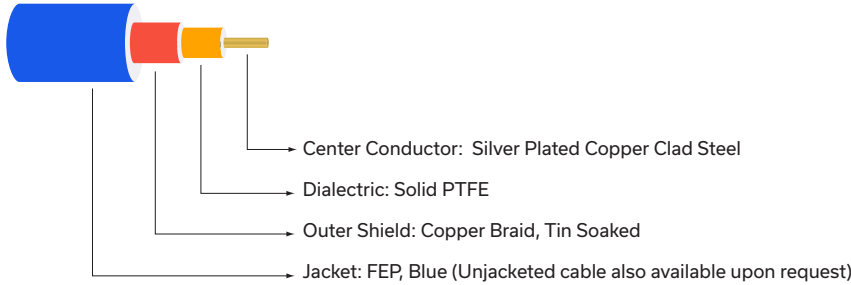 Center Conductor: Silver Plated Copper Clad Steel
Dialectric: Solid PTFE
Outer Shield: Copper Braid, Tin Soaked
Jacket: FEP, Blue (Unjacketed cable also available upon request)